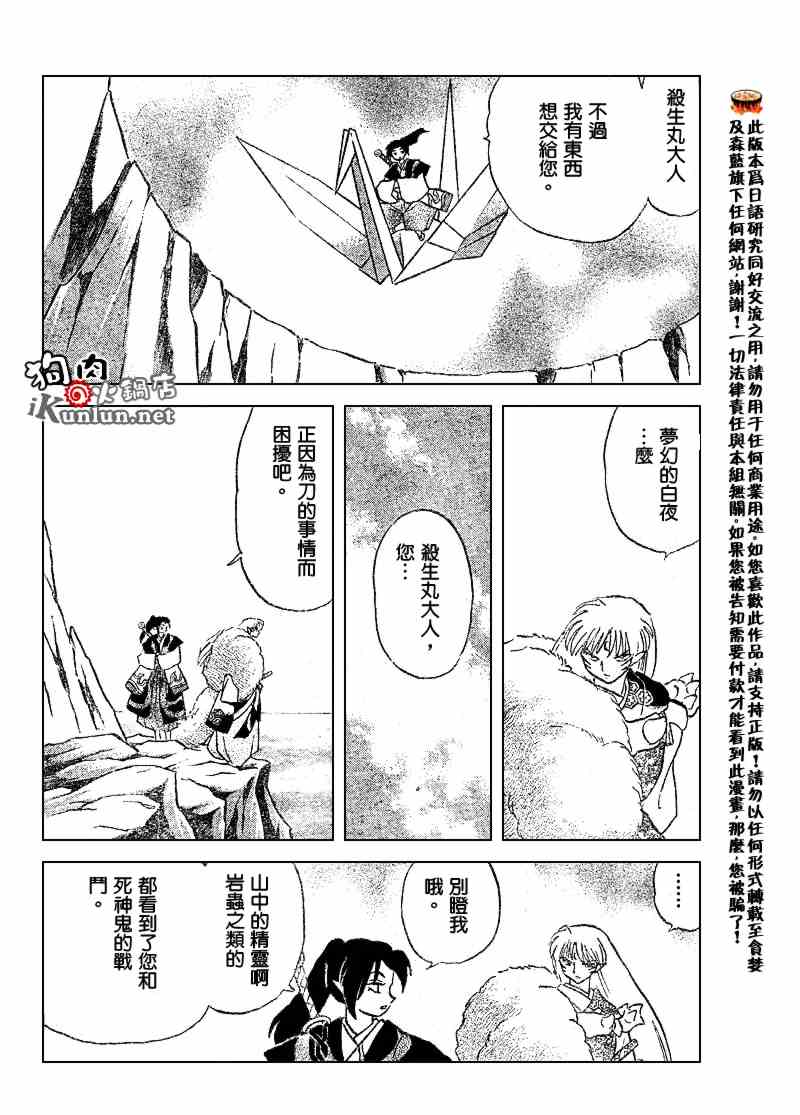 殺生丸大人
不過
我有東西
想交給您。
夢幻的白夜
…麼
殺生丸大人，
您…
正因為刀的事情而
困擾吧。
……
別瞪我
哦。
山中的精靈啊
岩蟲之類的
都看到了您和
死神鬼的戰
鬥。
狗肉
火鍋店
iKunlun.net
此版本爲日語研究同好交流之用，請勿用于任何商業用途。如您喜歡此作品，請支持正版！請勿以任何形式轉載至貪婪
及森藍旗下任何網站，謝謝！一切法律責任與本組無關。如果您被告知需要付款才能看到此漫畫，那麼，您被騙了！